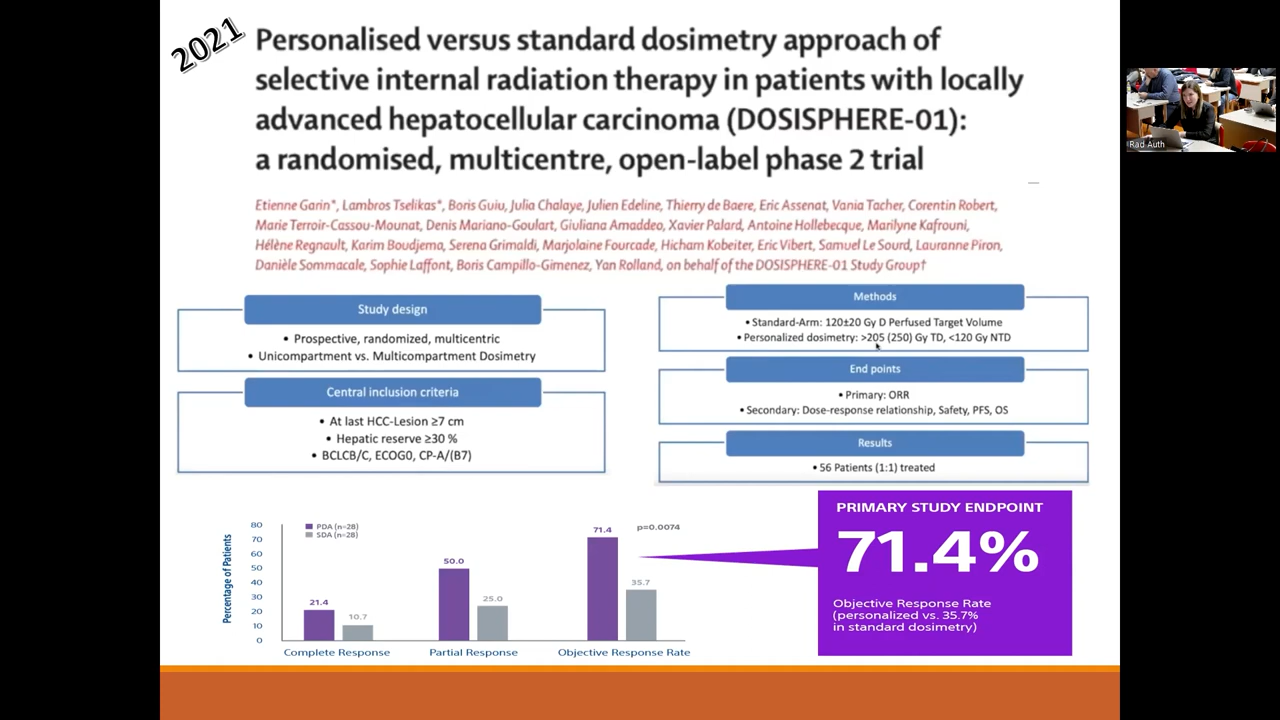 2021
Personalised versus standard dosimetry approach of
selective internal radiation therapy in patients with locally
advanced hepatocellular carcinoma (DOSISPHERE-01):
a randomised, multicentre, open-label phase 2 trial
Etienne Garin*, Lambros Tselikas*, Boris Guiu, Julia Chalaye, Julien Edeline, Thierry de Baere, Eric Assenat, Vania Tacher, Corentin Robert,
Marie Terroir-Cassou-Mounat, Denis Mariano-Goulart, Giuliana Amaddeo, Xavier Palard, Antoine Hollebecque, Marilyne Kafrouni,
Hélène Regnault, Karim Boudjema, Serena Grimaldi, Marjolaine Fourcade, Hicham Kobeiter, Eric Vibert, Samuel Le Sourd, Lauranne Piron,
Danièle Sommacale, Sophie Laffont, Boris Campillo-Gimenez, Yan Rolland, on behalf of the DOSISPHERE-01 Study Group†
Study design
• Prospective, randomized, multicentric
• Unicompartment vs. Multicompartment Dosimetry
Central inclusion criteria
• At last HCC-Lesion ≥7 cm
• Hepatic reserve ≥30 %
• BCLCB/C, ECOG0, CP-A/(B7)
Methods
• Standard-Arm: 120±20 Gy D Perfused Target Volume
• Personalized dosimetry: >205 (250) Gy TD, <120 Gy NTD
End points
• Primary: ORR
• Secondary: Dose-response relationship, Safety, PFS, OS
Results
• 56 Patients (1:1) treated
Percentage of Patients
80
70
60
50
40
30
20
10
0
PDA (n=28)
SDA (n=28)
21.4
10.7
50.0
25.0
71.4
35.7
p=0.0074
Complete Response
Partial Response
Objective Response Rate
PRIMARY STUDY ENDPOINT
71.4%
Objective Response Rate
(personalized vs. 35.7%
in standard dosimetry)
Rad Auth